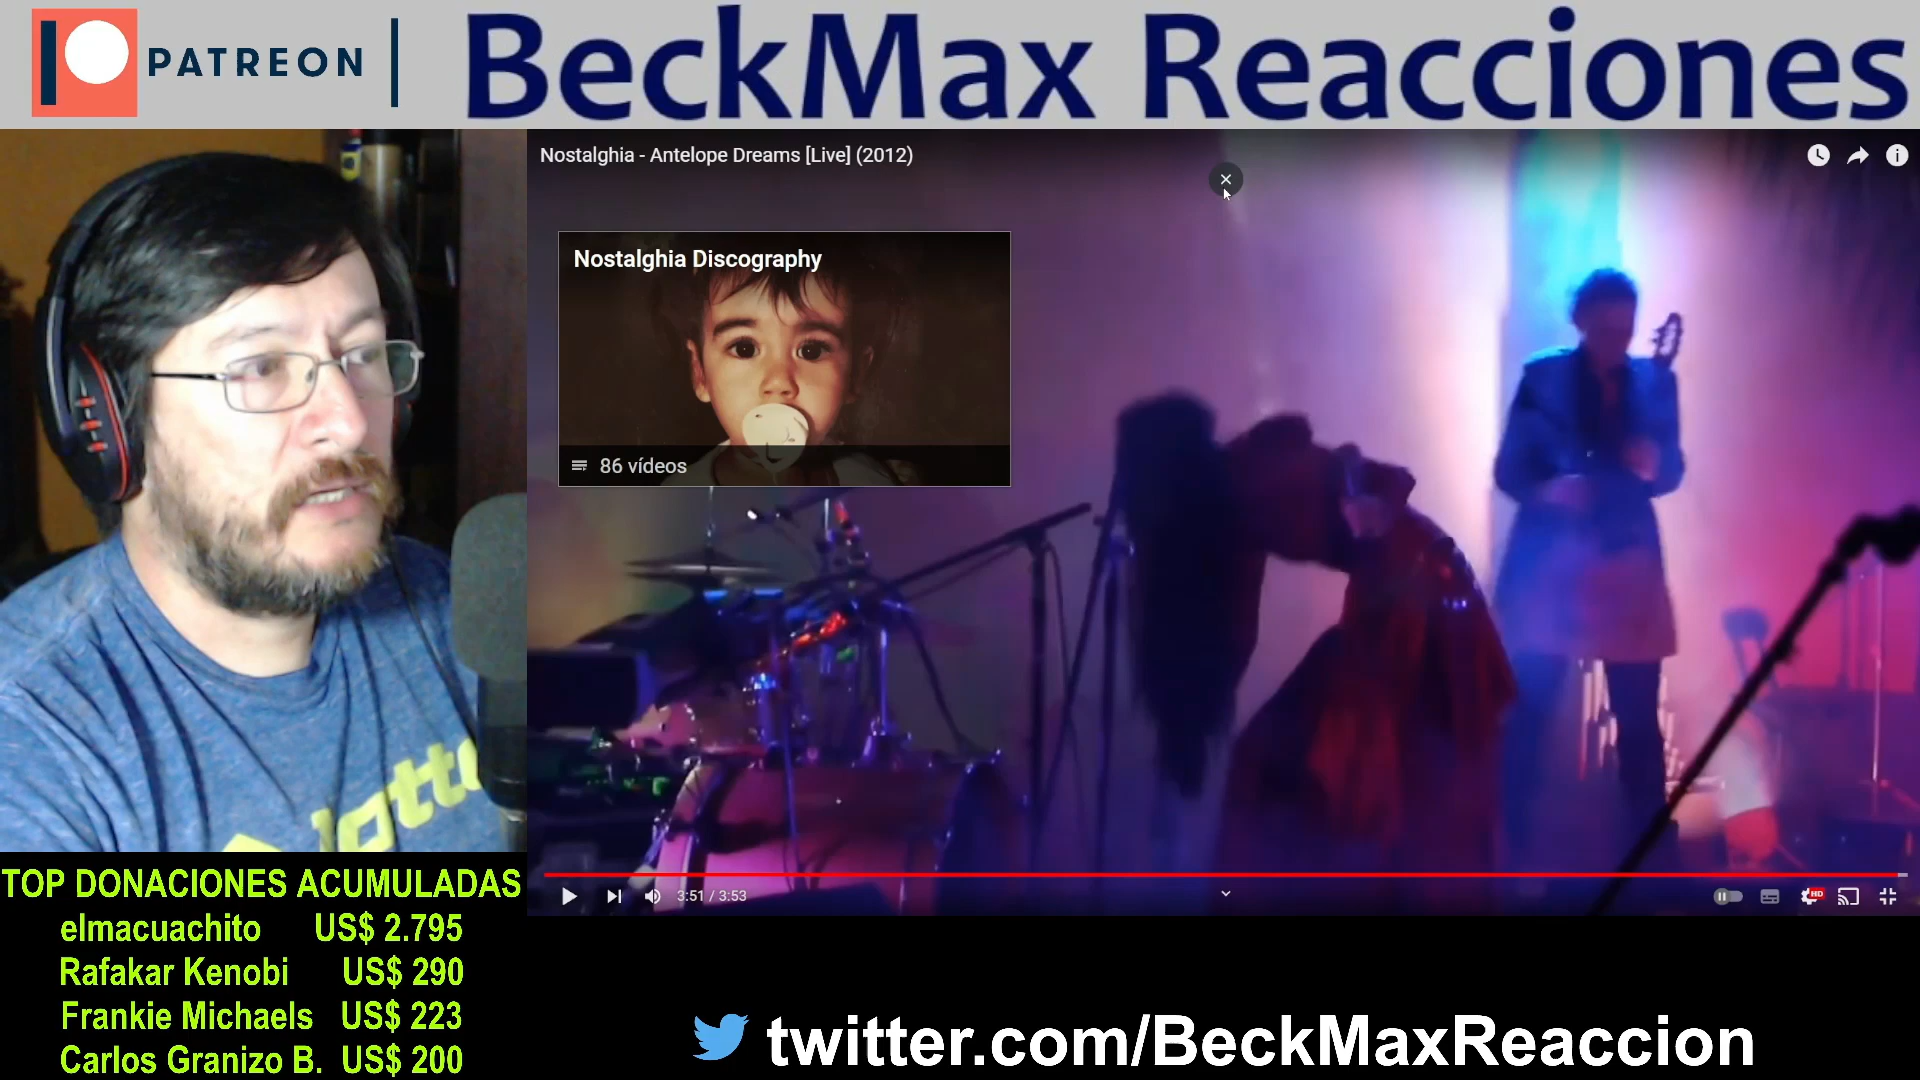 PATREON
BeckMax Reacciones
Nostalghia - Antelope Dreams [Live] (2012)
Nostalghia Discography
86 vídeos
3:51 / 3:53
HD
lotto
TOP DONACIONES ACUMULADAS
elmacuachito US$ 2.795
Rafakar Kenobi US$ 290
Frankie Michaels US$ 223
Carlos Granizo B. US$ 200
twitter.com/BeckMaxReaccion